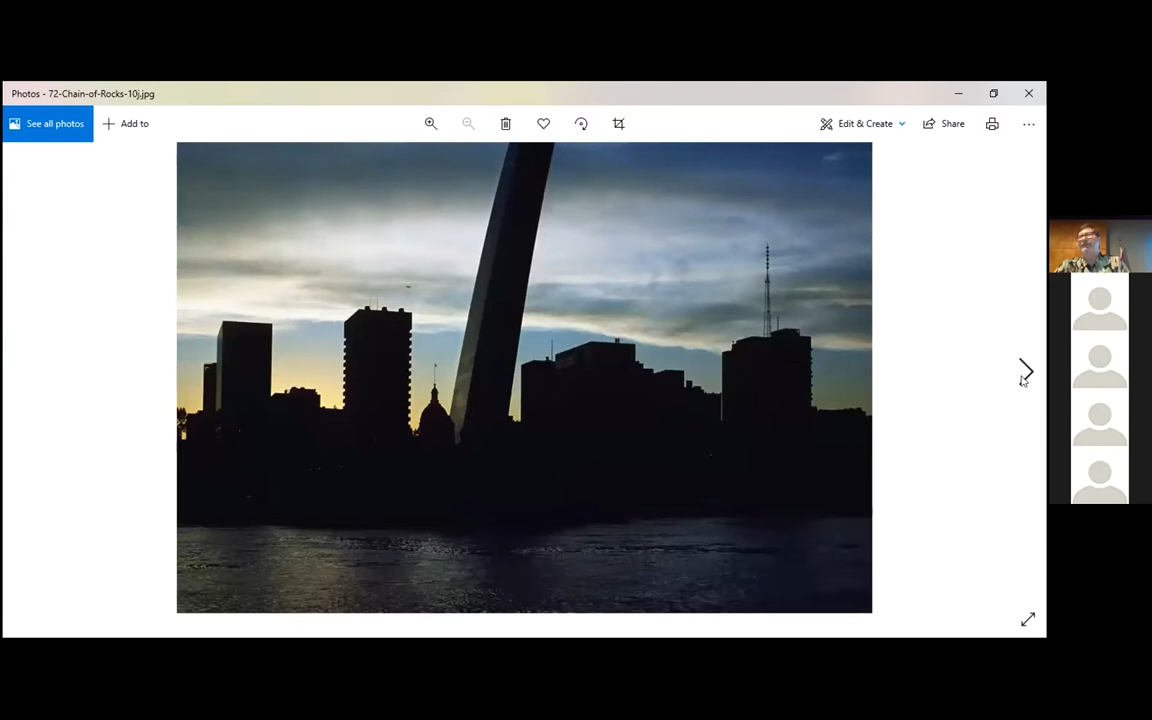 Photos - 72-Chain-of-Rocks-10j.jpg
See all photos
Add to
Edit & Create
Share